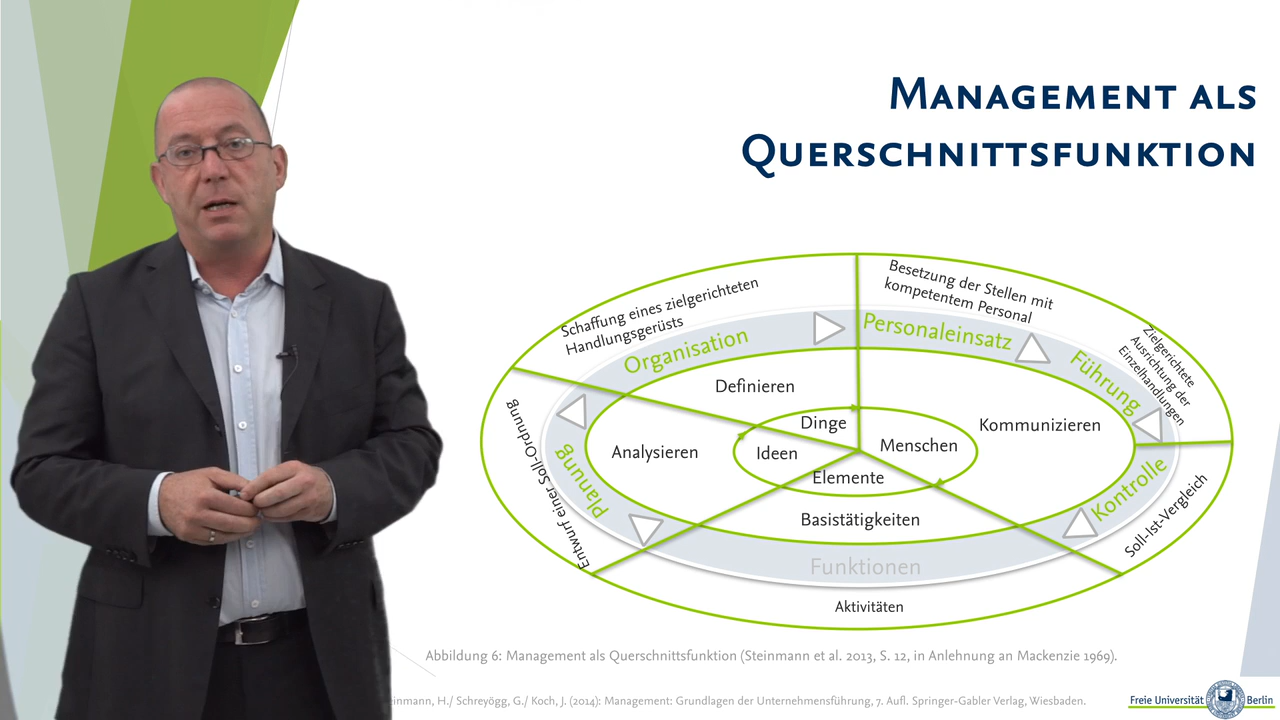 Management als
Querschnittsfunktion
Schaffung eines zielgerichteten
Handlungsgerüsts
Besetzung der Stellen mit
kompetentem Personal
Zielgerichtete
Ausrichtung der
Einzelhandlungen
Organisation
Personaleinsatz
Führung
Definieren
Dinge
Kommunizieren
Menschen
Analysieren
Ideen
Elemente
Planung
Entwurf einer Soll-Ordnung
Kontrolle
Soll-Ist-Vergleich
Basistätigkeiten
Funktionen
Aktivitäten
Abbildung 6: Management als Querschnittsfunktion (Steinmann et al. 2013, S. 12, in Anlehnung an Mackenzie 1969).
einmann, H./ Schreyögg, G./ Koch, J. (2014): Management: Grundlagen der Unternehmensführung, 7. Aufl. Springer-Gabler Verlag, Wiesbaden.
Freie Universität Berlin